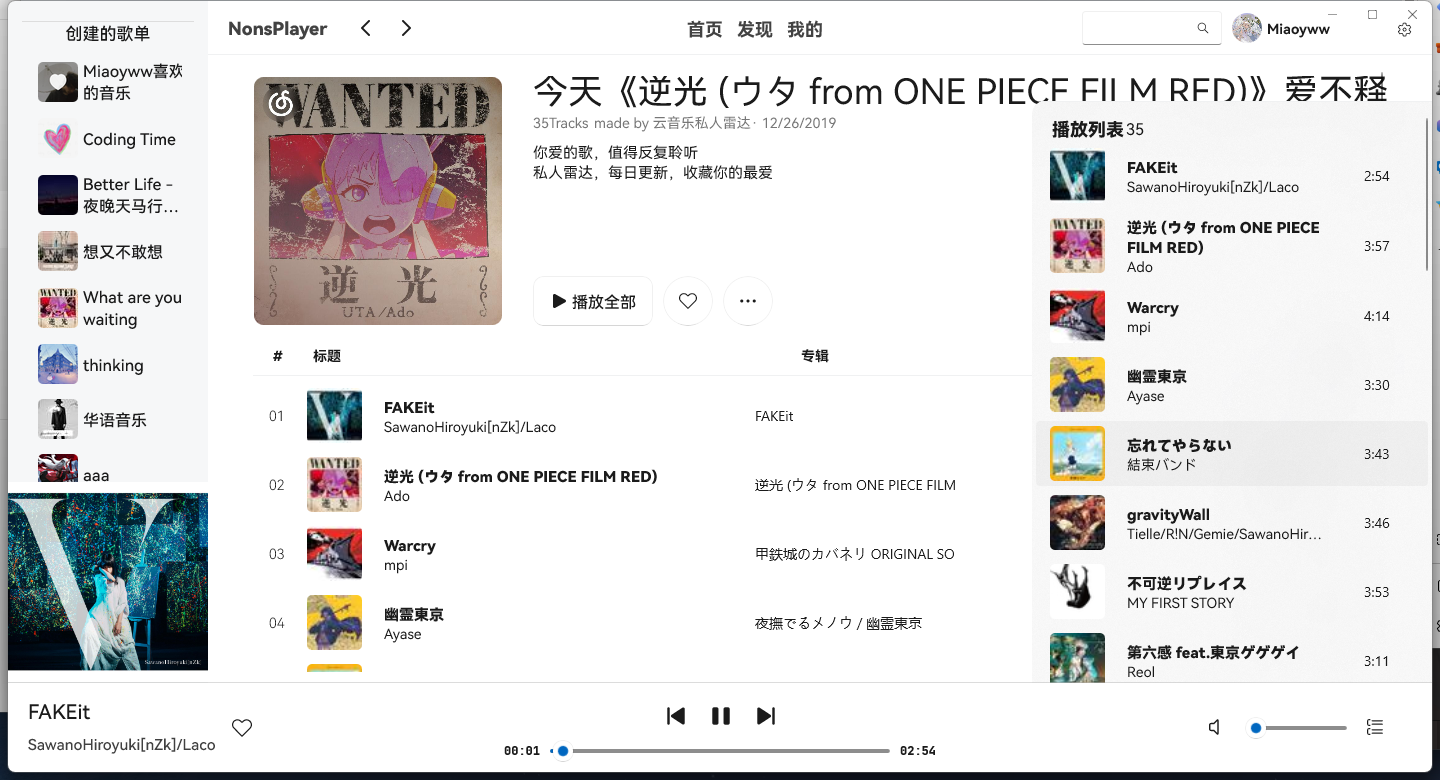 创建的歌单
Miaoyww喜欢
的音乐
Coding Time
Better Life -
夜晚天马行…
想又不敢想
What are you
waiting
thinking
华语音乐
aaa
NonsPlayer
首页 发现 我的
Miaoyww
WANTED
逆光
UTA/Ado
今天《逆光 (ウタ from ONE PIECE FILM RED)》爱不释
35Tracks made by 云音乐私人雷达· 12/26/2019
你爱的歌，值得反复聆听
私人雷达，每日更新，收藏你的最爱
播放全部
# 标题 专辑
01 FAKEit FAKEit
SawanoHiroyuki[nZk]/Laco
02 逆光 (ウタ from ONE PIECE FILM RED) 逆光 (ウタ from ONE PIECE FILM
Ado
03 Warcry 甲鉄城のカバネリ ORIGINAL SO
mpi
04 幽霊東京 夜撫でるメノウ / 幽霊東京
Ayase
播放列表35
FAKEit
SawanoHiroyuki[nZk]/Laco
2:54
逆光 (ウタ from ONE PIECE
FILM RED)
Ado
3:57
Warcry
mpi
4:14
幽霊東京
Ayase
3:30
忘れてやらない
結束バンド
3:43
gravityWall
Tielle/R!N/Gemie/SawanoHir…
3:46
不可逆リプレイス
MY FIRST STORY
3:53
第六感 feat.東京ゲゲゲイ
Reol
3:11
SawanoHiroyuki[nZk]
FAKEit
SawanoHiroyuki[nZk]/Laco
00:01
02:54